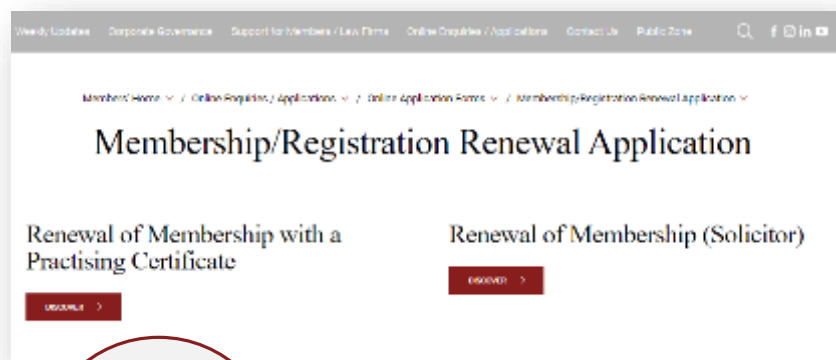 Weekly Updates Corporate Governance Support for Members / Law Firms Online Enquiries / Applications Contact Us Public Zone
Members' Home / Online Enquiries / Applications / Online Application Forms / Membership/Registration Renewal Application
Membership/Registration Renewal Application
Renewal of Membership with a
Practising Certificate
DISCOVER >
Renewal of Membership (Solicitor)
DISCOVER >